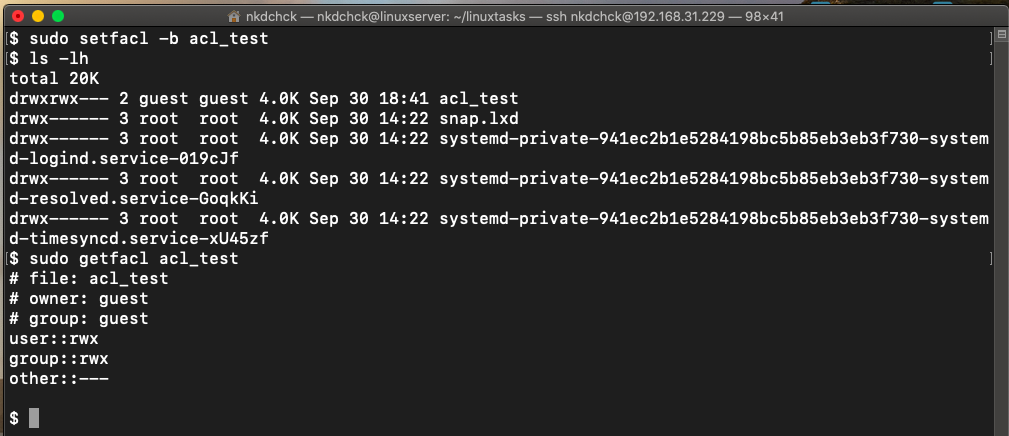 nkdchck — nkdchck@linuxserver: ~/linuxtasks — ssh nkdchck@192.168.31.229 — 98×41
[$ sudo setfacl -b acl_test ]
[$ ls -lh ]
total 20K
drwxrwx--- 2 guest guest 4.0K Sep 30 18:41 acl_test
drwx------ 3 root  root  4.0K Sep 30 14:22 snap.lxd
drwx------ 3 root  root  4.0K Sep 30 14:22 systemd-private-941ec2b1e5284198bc5b85eb3eb3f730-system
d-logind.service-019cJf
drwx------ 3 root  root  4.0K Sep 30 14:22 systemd-private-941ec2b1e5284198bc5b85eb3eb3f730-system
d-resolved.service-GoqkKi
drwx------ 3 root  root  4.0K Sep 30 14:22 systemd-private-941ec2b1e5284198bc5b85eb3eb3f730-system
d-timesyncd.service-xU45zf
[$ sudo getfacl acl_test ]
# file: acl_test
# owner: guest
# group: guest
user::rwx
group::rwx
other::---
$